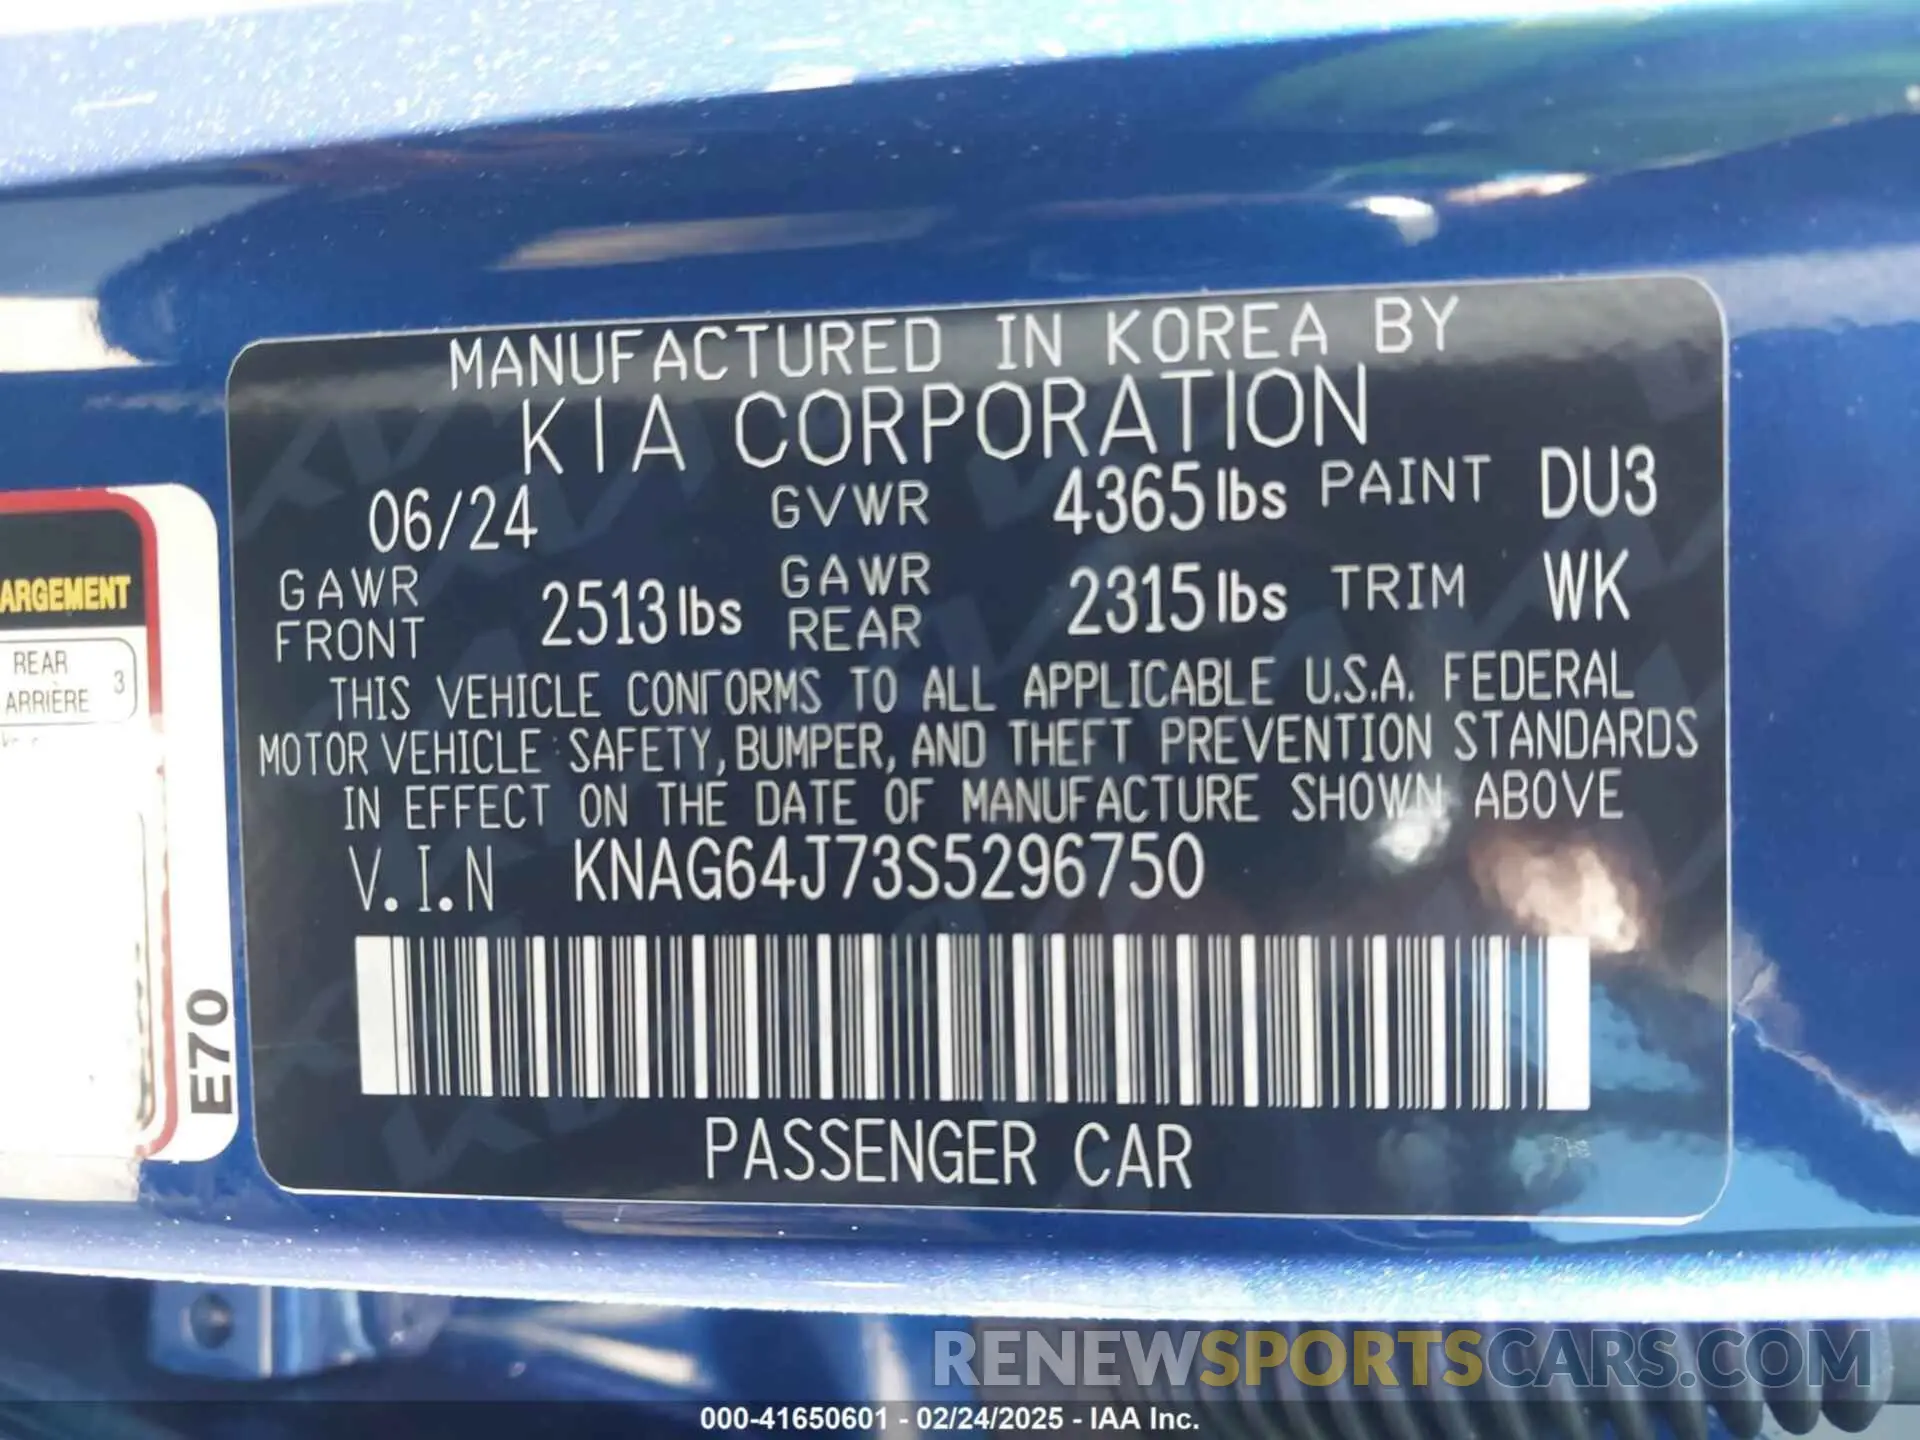 MANUFACTURED IN KOREA BY
KIA CORPORATION
06/24 GVWR 4365 lbs PAINT DU3
GAWR FRONT 2513 lbs GAWR REAR 2315 lbs TRIM WK
THIS VEHICLE CONFORMS TO ALL APPLICABLE U.S.A. FEDERAL
MOTOR VEHICLE SAFETY, BUMPER, AND THEFT PREVENTION STANDARDS
IN EFFECT ON THE DATE OF MANUFACTURE SHOWN ABOVE
V.I.N KNAG64J73S5296750
PASSENGER CAR
ARGEMENT
REAR
ARRIÈRE 3
E70
RENEWSPORTSCARS.COM
000-41650601 - 02/24/2025 - IAA Inc.